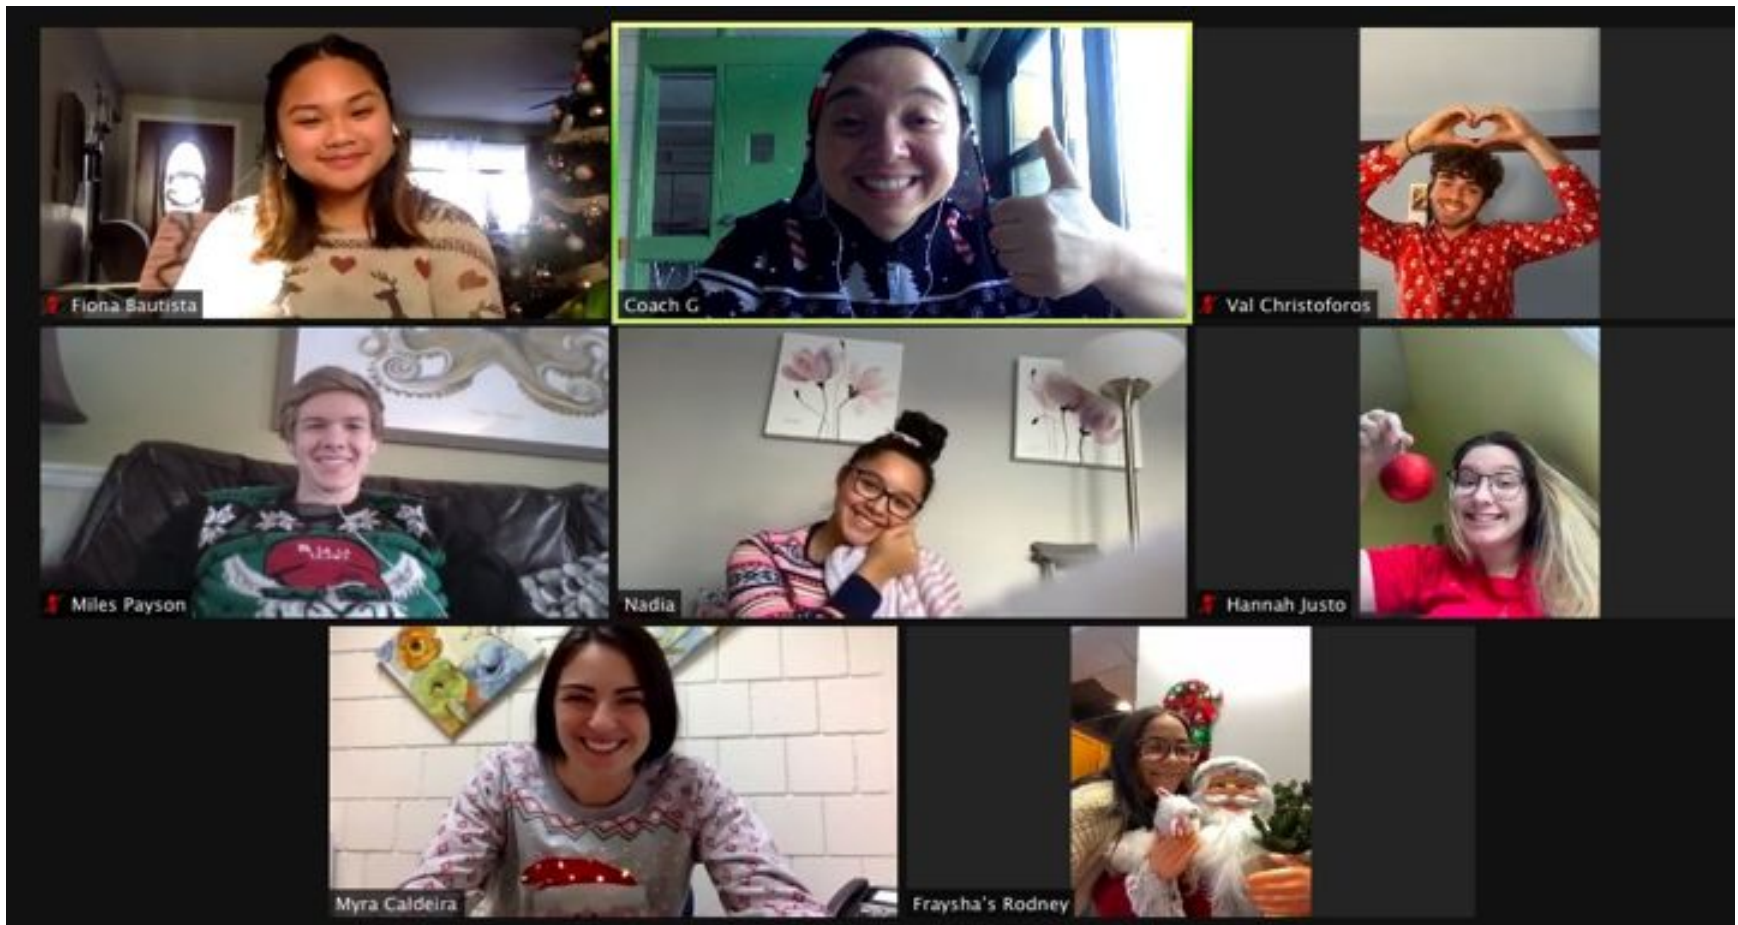 Fiona Bautista
Coach G
Val Christoforos
Miles Payson
Nadia
Hannah Justo
Myra Caldeira
Fraysha's Rodney